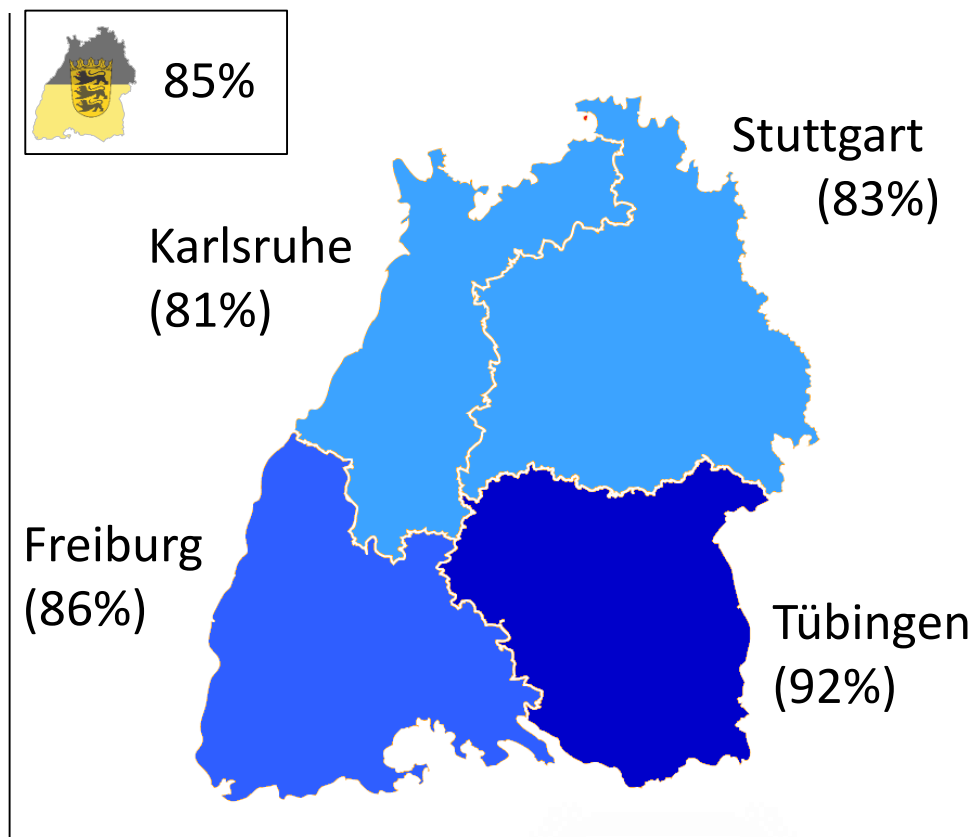 85%
Stuttgart
(83%)
Karlsruhe
(81%)
Freiburg
(86%)
Tübingen
(92%)